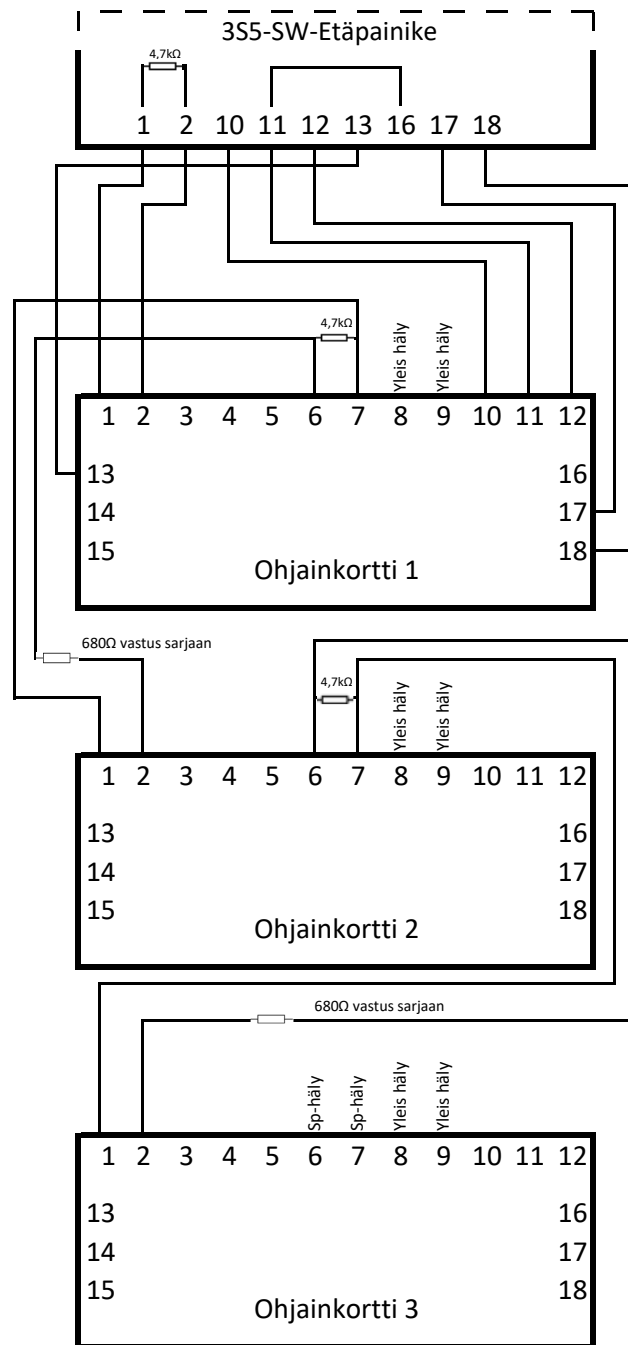 3S5-SW-Etäpainike
4,7kΩ
1 2 10 11 12 13 16 17 18
4,7kΩ
Yleis häly
Yleis häly
1 2 3 4 5 6 7 8 9 10 11 12
13 16
14 17
15 18
Ohjainkortti 1
680Ω vastus sarjaan
4,7kΩ
Yleis häly
Yleis häly
1 2 3 4 5 6 7 8 9 10 11 12
13 16
14 17
15 18
Ohjainkortti 2
680Ω vastus sarjaan
Sp-häly
Sp-häly
Yleis häly
Yleis häly
1 2 3 4 5 6 7 8 9 10 11 12
13 16
14 17
15 18
Ohjainkortti 3